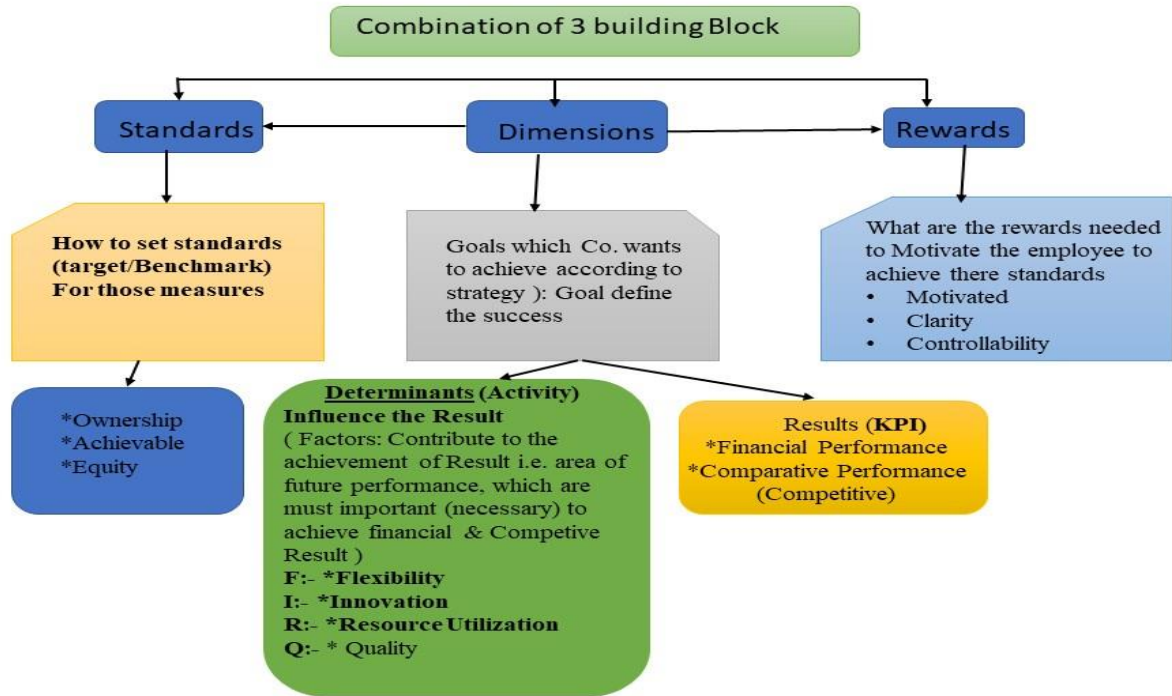 Combination of 3 building Block
Standards
Dimensions
Rewards
How to set standards
(target/Benchmark)
For those measures
Goals which Co. wants
to achieve according to
strategy ): Goal define
the success
What are the rewards needed
to Motivate the employee to
achieve there standards
• Motivated
• Clarity
• Controllability
*Ownership
*Achievable
*Equity
Determinants (Activity)
Influence the Result
( Factors: Contribute to the
achievement of Result i.e. area of
future performance, which are
must important (necessary) to
achieve financial & Competive
Result )
F:- *Flexibility
I:- *Innovation
R:- *Resource Utilization
Q:- * Quality
Results (KPI)
*Financial Performance
*Comparative Performance
(Competitive)